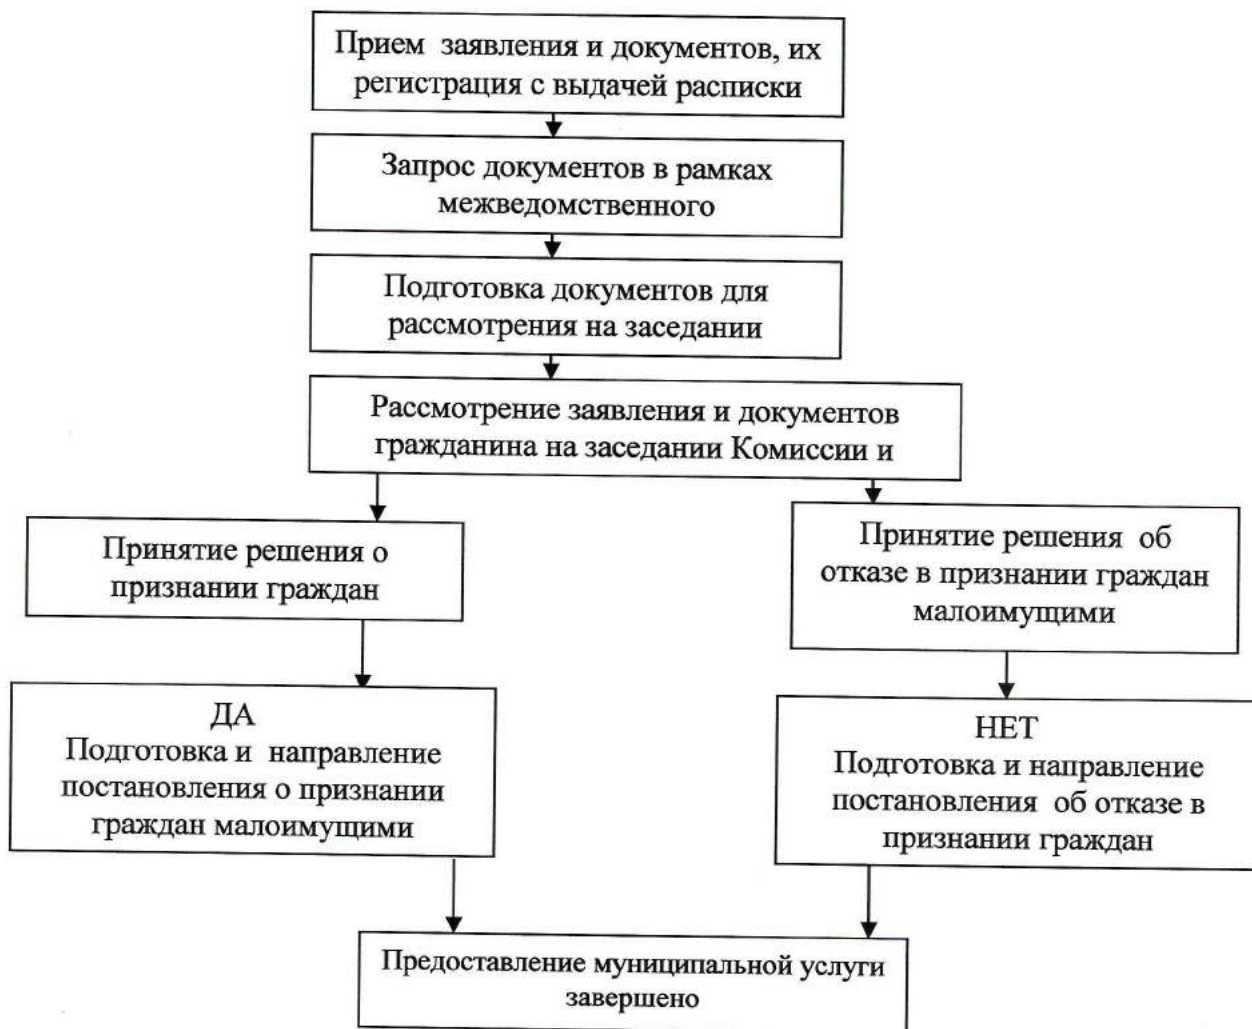 Прием заявления и документов, их
регистрация с выдачей расписки
Запрос документов в рамках
межведомственного
Подготовка документов для
рассмотрения на заседании
Рассмотрение заявления и документов
гражданина на заседании Комиссии и
Принятие решения о
признании граждан
Принятие решения об
отказе в признании граждан
малоимущими
ДА
Подготовка и направление
постановления о признании
граждан малоимущими
НЕТ
Подготовка и направление
постановления об отказе в
признании граждан
Предоставление муниципальной услуги
завершено